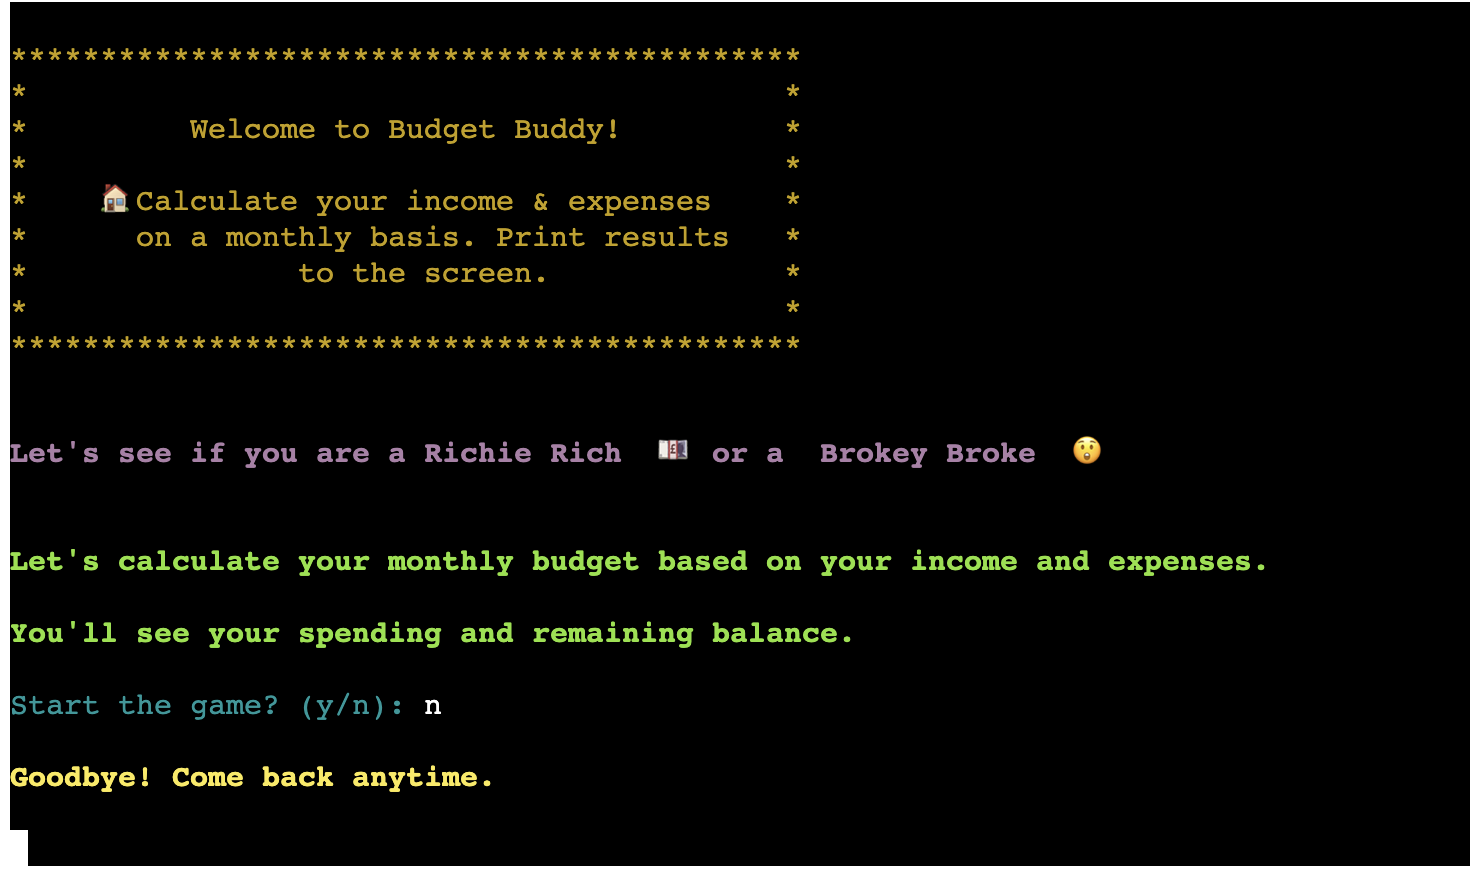 ********************************************
*                                          *
*         Welcome to Budget Buddy!         *
*                                          *
*    🏠Calculate your income & expenses    *
*      on a monthly basis. Print results   *
*               to the screen.             *
*                                          *
********************************************
Let's see if you are a Richie Rich  💷 or a  Brokey Broke  😲
Let's calculate your monthly budget based on your income and expenses.
You'll see your spending and remaining balance.
Start the game? (y/n): n
Goodbye! Come back anytime.